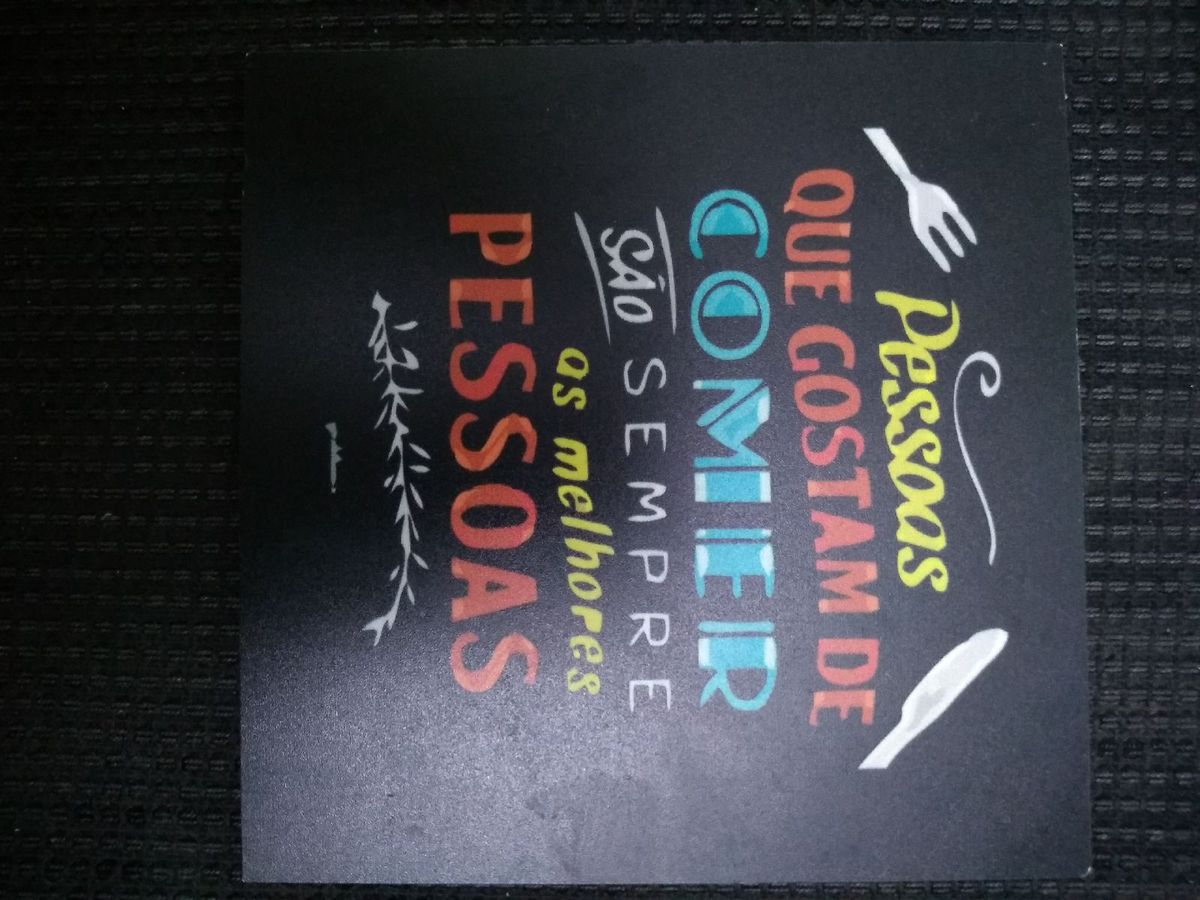 Pessoas
QUE GOSTAM DE
COMER
SÃO SEMPRE
as melhores
PESSOAS